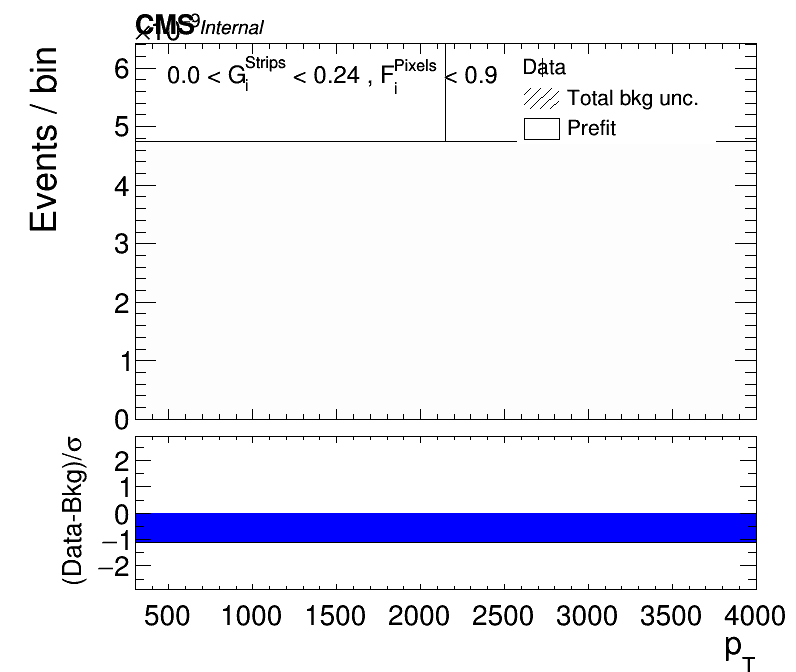 CMS Internal
×10⁹
0.0 < G_i^Strips < 0.24 , F_i^Pixels < 0.9
Data
Total bkg unc.
Prefit
Events / bin
6
5
4
3
2
1
0
(Data-Bkg)/σ
2
1
0
−1
−2
500 1000 1500 2000 2500 3000 3500 4000
p_T